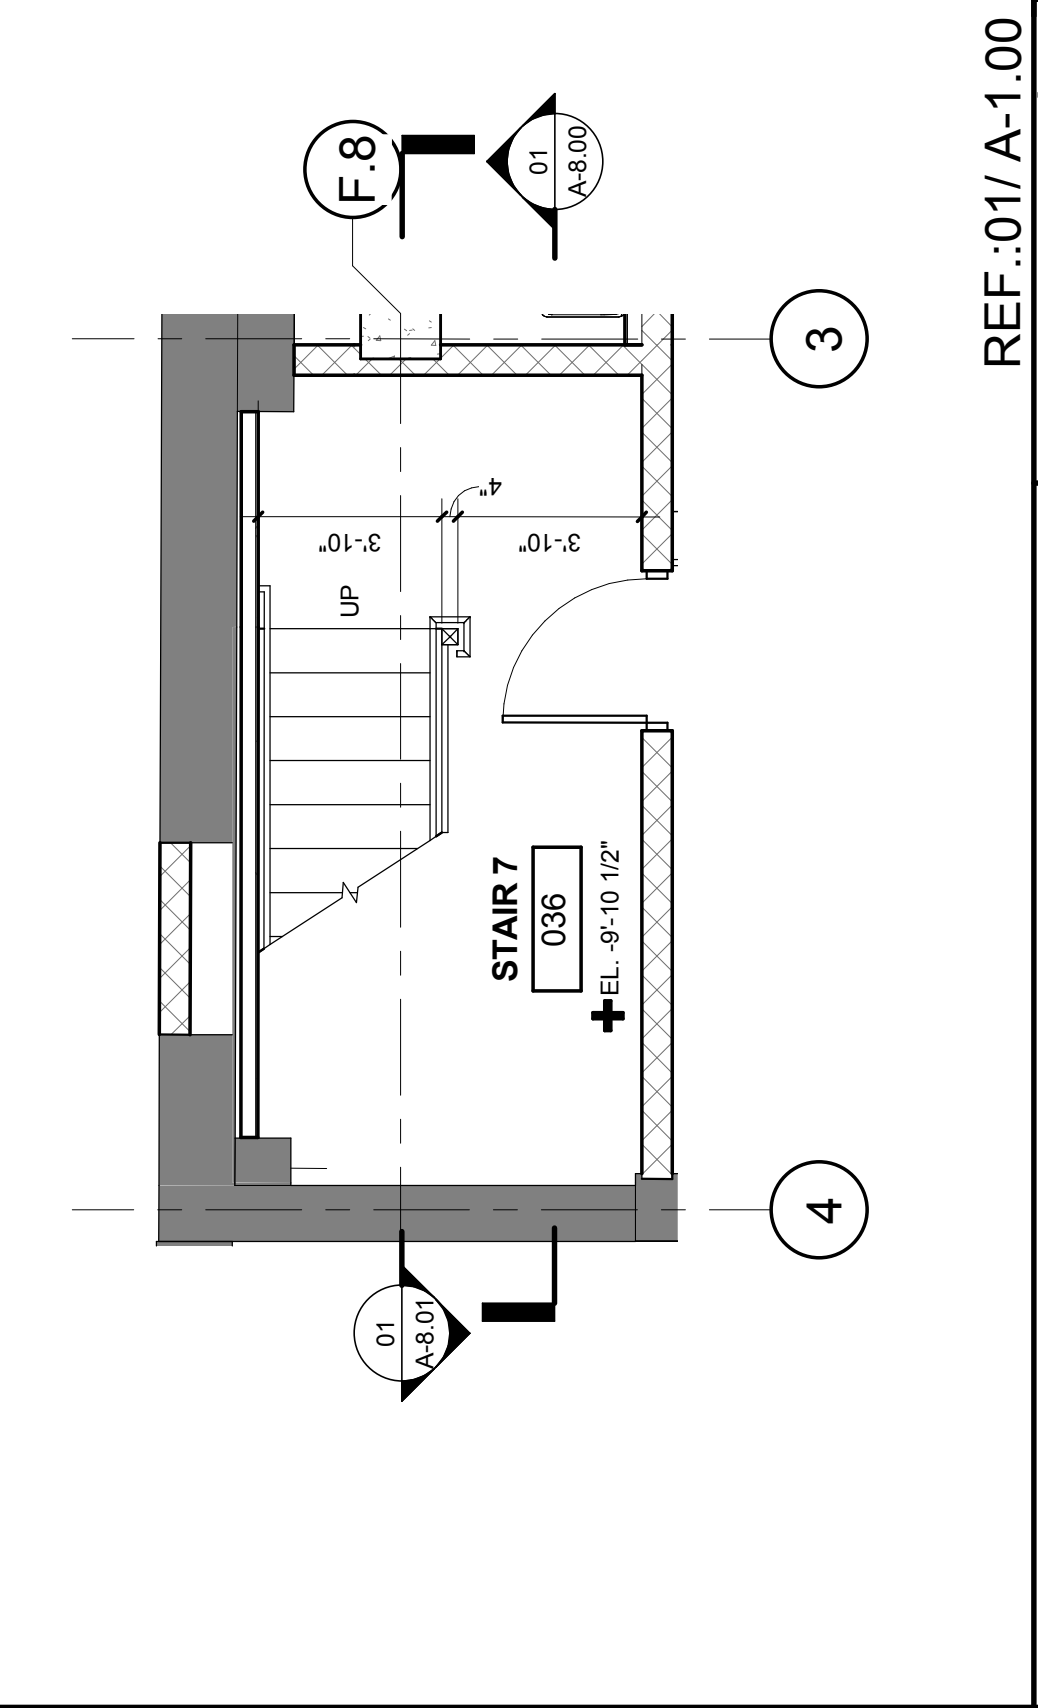 REF.:01/ A-1.00
F.8
01
A-8.00
3
4"
3'-10"
3'-10"
UP
STAIR 7
036
EL. -9'-10 1/2"
4
01
A-8.01